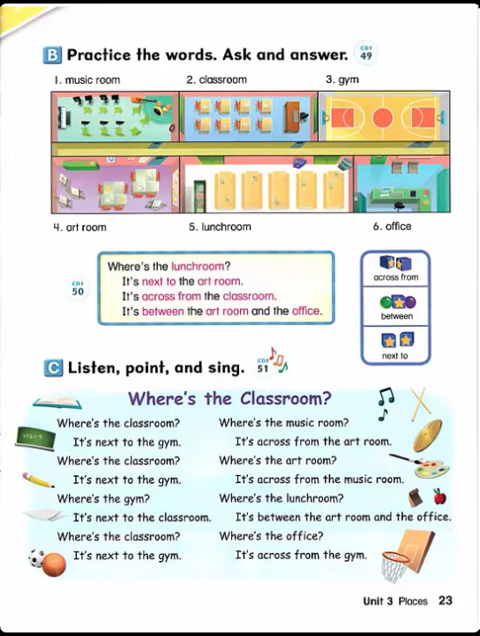 B Practice the words. Ask and answer. CD1 49
1. music room 2. classroom 3. gym
4. art room 5. lunchroom 6. office
CD1 50
Where's the lunchroom?
It's next to the art room.
It's across from the classroom.
It's between the art room and the office.
across from
between
next to
C Listen, point, and sing. CD1 51
Where's the Classroom?
Where's the classroom?
It's next to the gym.
Where's the classroom?
It's next to the gym.
Where's the gym?
It's next to the classroom.
Where's the classroom?
It's next to the gym.
Where's the music room?
It's across from the art room.
Where's the art room?
It's across from the music room.
Where's the lunchroom?
It's between the art room and the office.
Where's the office?
It's across from the gym.
Unit 3 Places 23